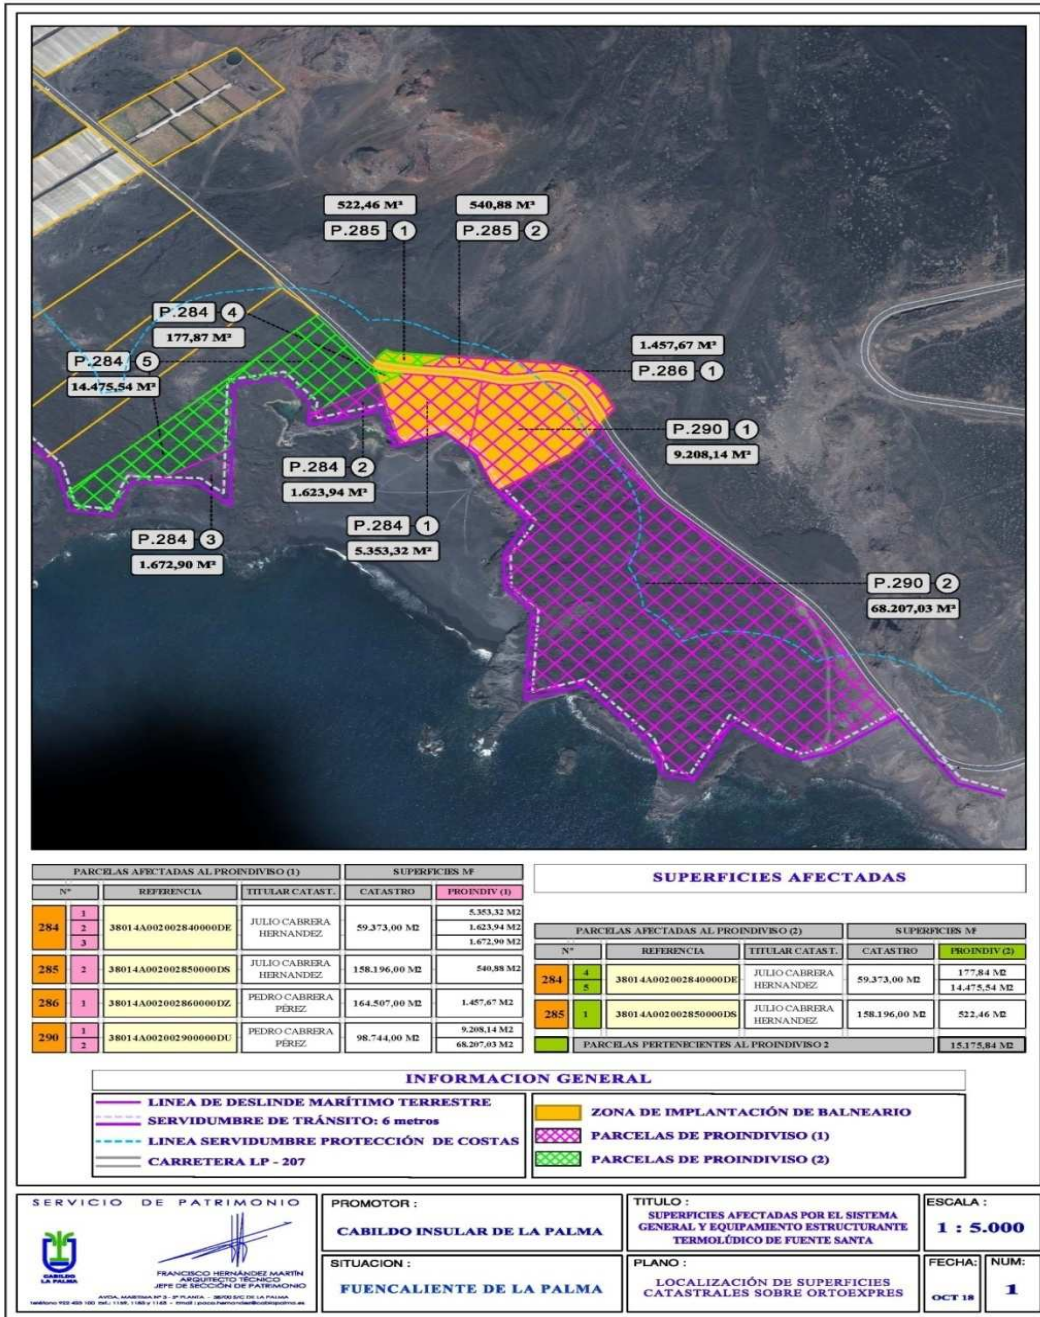 522,46 M²
540,88 M²
P.285 1
P.285 2
P.284 4
177,87 M²
1.457,67 M²
P.286 1
P.284 5
14.475,54 M²
P.290 1
9.208,14 M²
P.284 2
1.623,94 M²
P.284 1
5.353,32 M²
P.284 3
1.672,90 M²
P.290 2
68.207,03 M²
PARCELAS AFECTADAS AL PROINDIVISO (1) SUPERFICIES M²
Nº REFERENCIA TITULAR CATAST. CATASTRO PROINDIV (1)
284 1 2 3 38014A002002840000DE JULIO CABRERA HERNANDEZ 59.373,00 M2 5.353,32 M2 1.623,94 M2 1.672,90 M2
285 2 38014A002002850000DS JULIO CABRERA HERNANDEZ 158.196,00 M2 540,88 M2
286 1 38014A002002860000DZ PEDRO CABRERA PÉREZ 164.507,00 M2 1.457,67 M2
290 1 2 38014A002002900000DU PEDRO CABRERA PÉREZ 98.744,00 M2 9.208,14 M2 68.207,03 M2
SUPERFICIES AFECTADAS
PARCELAS AFECTADAS AL PROINDIVISO (2) SUPERFICIES M²
Nº REFERENCIA TITULAR CATAST. CATASTRO PROINDIV (2)
284 4 5 38014A002002840000DE JULIO CABRERA HERNANDEZ 59.373,00 M2 177,84 M2 14.475,54 M2
285 1 38014A002002850000DS JULIO CABRERA HERNANDEZ 158.196,00 M2 522,46 M2
PARCELAS PERTENECIENTES AL PROINDIVISO 2 15.175,84 M2
INFORMACION GENERAL
LINEA DE DESLINDE MARÍTIMO TERRESTRE
SERVIDUMBRE DE TRÁNSITO: 6 metros
LINEA SERVIDUMBRE PROTECCIÓN DE COSTAS
CARRETERA LP - 207
ZONA DE IMPLANTACIÓN DE BALNEARIO
PARCELAS DE PROINDIVISO (1)
PARCELAS DE PROINDIVISO (2)
SERVICIO DE PATRIMONIO
CABILDO
LA PALMA
FRANCISCO HERNÁNDEZ MARTÍN
ARQUITECTO TÉCNICO
JEFE DE SECCIÓN DE PATRIMONIO
AVDA. MARÍTIMA Nº 3 - 2ª PLANTA - 38700 S/C DE LA PALMA
PROMOTOR :
CABILDO INSULAR DE LA PALMA
SITUACION :
FUENCALIENTE DE LA PALMA
TITULO :
SUPERFICIES AFECTADAS POR EL SISTEMA
GENERAL Y EQUIPAMIENTO ESTRUCTURANTE
TERMOLÚDICO DE FUENTE SANTA
PLANO :
LOCALIZACIÓN DE SUPERFICIES
CATASTRALES SOBRE ORTOEXPRES
ESCALA :
1 : 5.000
FECHA:
OCT 18
NUM:
1